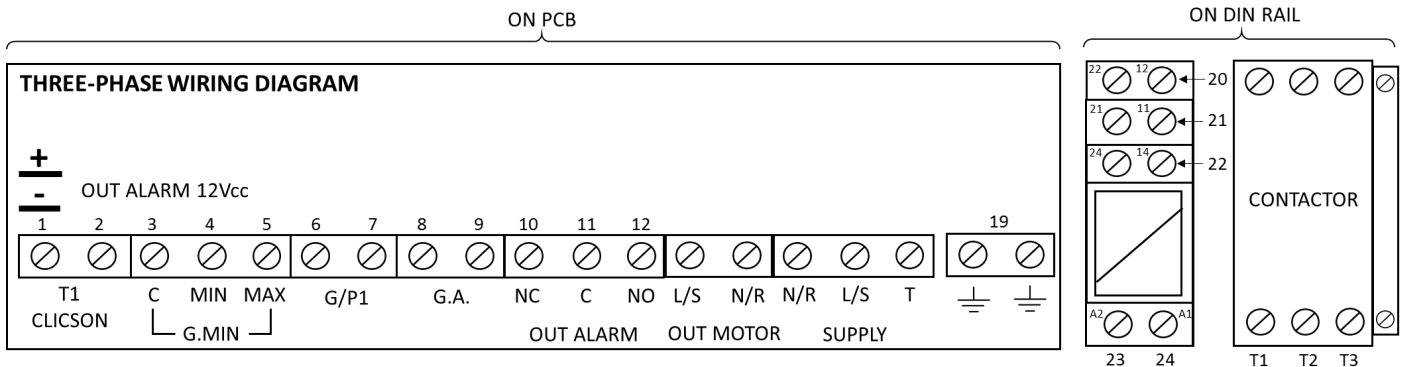 ON PCB
ON DIN RAIL
THREE-PHASE WIRING DIAGRAM
+
-
OUT ALARM 12Vcc
1 2 3 4 5 6 7 8 9 10 11 12 19
T1 C MIN MAX G/P1 G.A. NC C NO L/S N/R N/R L/S T
CLICSON G.MIN OUT ALARM OUT MOTOR SUPPLY
22 12 20
21 11 21
24 14 22
A2 A1
23 24
CONTACTOR
T1 T2 T3